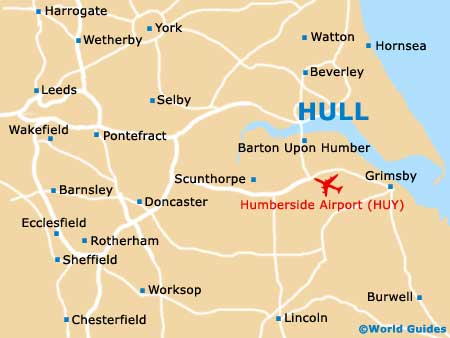 Harrogate
York
Wetherby
Watton
Hornsea
Beverley
Leeds
Selby
HULL
Wakefield
Pontefract
Barton Upon Humber
Scunthorpe
Grimsby
Barnsley
Doncaster
Humberside Airport (HUY)
Ecclesfield
Rotherham
Sheffield
Worksop
Burwell
Chesterfield
Lincoln
©World Guides